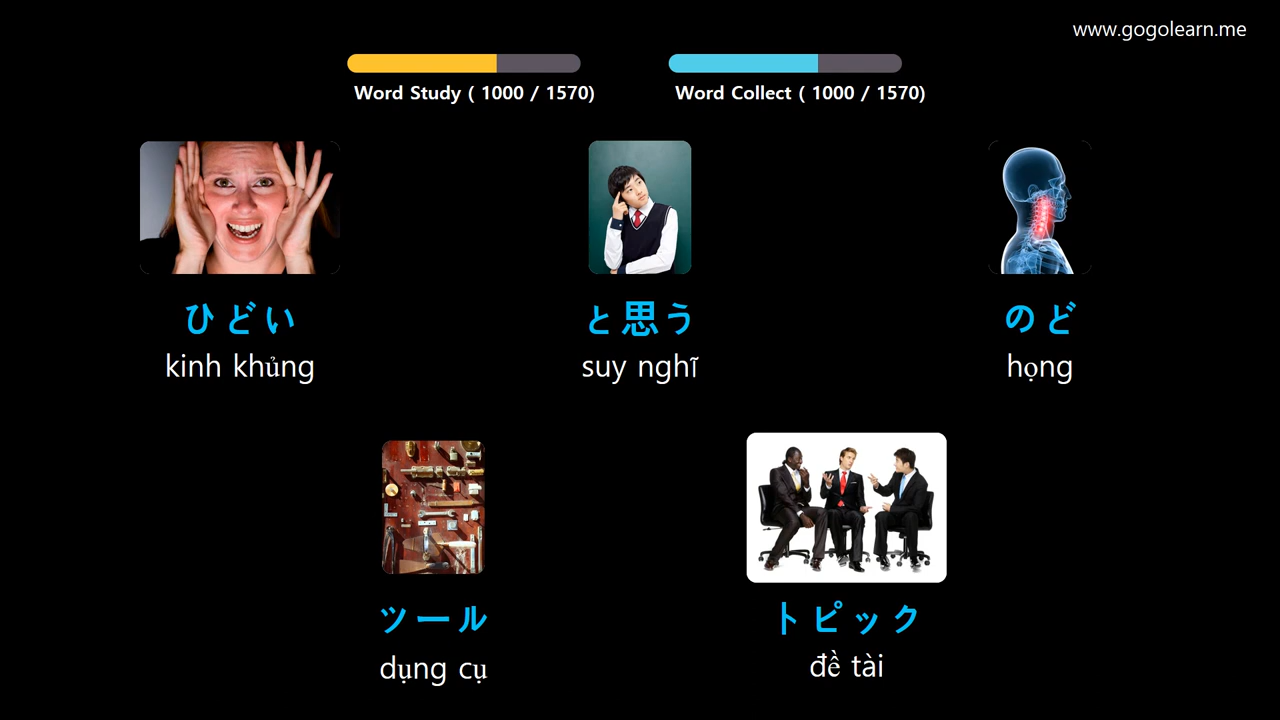 www.gogolearn.me
Word Study ( 1000 / 1570)
Word Collect ( 1000 / 1570)
ひどい
kinh khủng
と思う
suy nghĩ
のど
họng
ツール
dụng cụ
トピック
đề tài